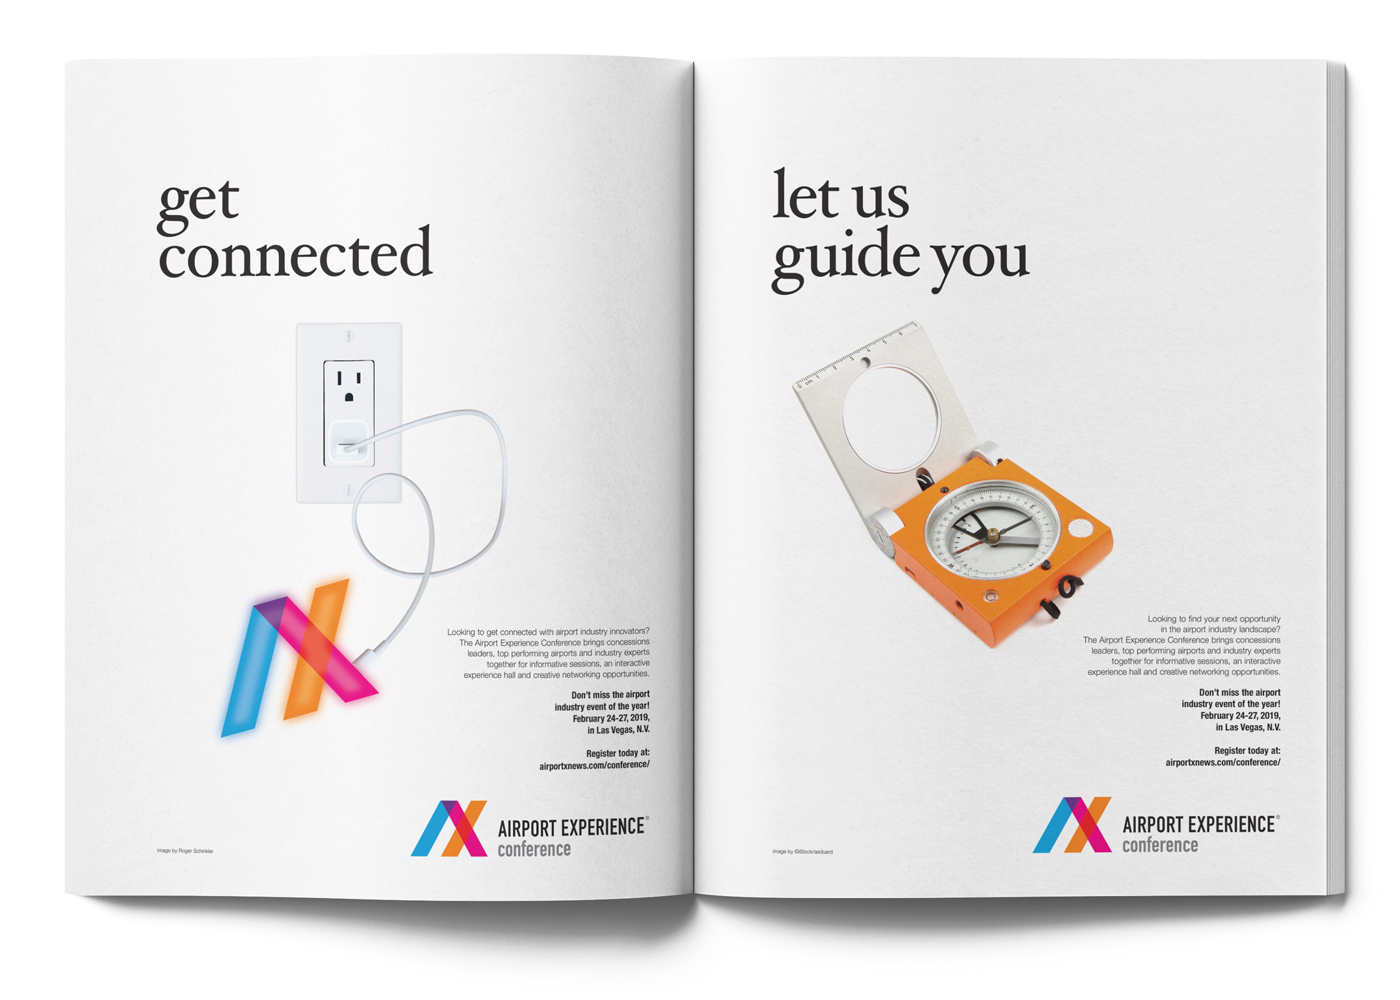 get
connected
Looking to get connected with airport industry innovators?
The Airport Experience Conference brings concessions
leaders, top performing airports and industry experts
together for informative sessions, an interactive
experience hall and creative networking opportunities.
Don't miss the airport
industry event of the year!
February 24-27, 2019,
in Las Vegas, N.V.
Register today at:
airportxnews.com/conference/
AIRPORT EXPERIENCE®
conference
image by Roger Schinkler
let us
guide you
Looking to find your next opportunity
in the airport industry landscape?
The Airport Experience Conference brings concessions
leaders, top performing airports and industry experts
together for informative sessions, an interactive
experience hall and creative networking opportunities.
Don't miss the airport
industry event of the year!
February 24-27, 2019,
in Las Vegas, N.V.
Register today at:
airportxnews.com/conference/
AIRPORT EXPERIENCE®
conference
image by